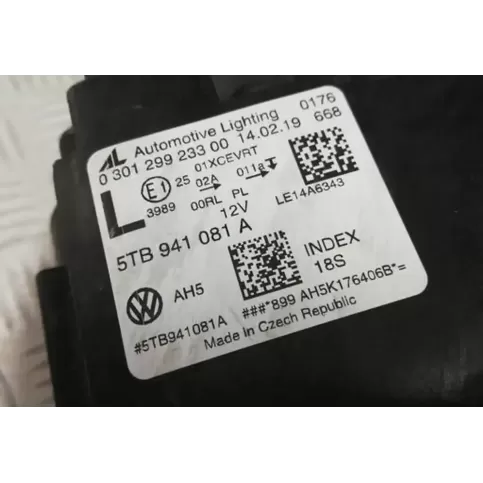 AL Automotive Lighting 0176
0 301 299 233 00 14.02.19 668
L E1 25 01XCEVRT
3989 02A 011a
00RL PL
12V
LE14A6343
5TB 941 081 A
INDEX
18S
VW AH5
#5TB941081A ###*899 AH5K176406B*=
Made in Czech Republic